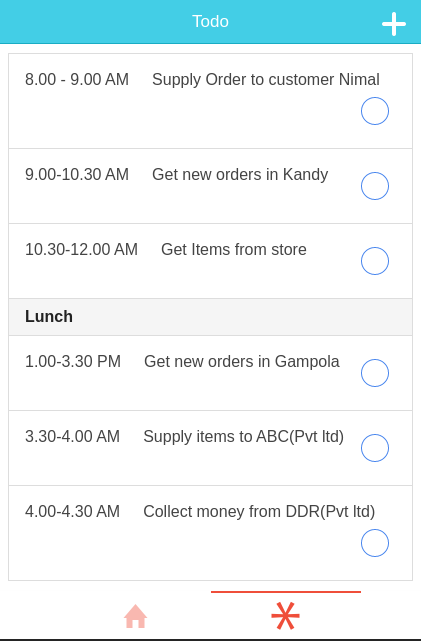 Todo
8.00 - 9.00 AM Supply Order to customer Nimal
9.00-10.30 AM Get new orders in Kandy
10.30-12.00 AM Get Items from store
Lunch
1.00-3.30 PM Get new orders in Gampola
3.30-4.00 AM Supply items to ABC(Pvt ltd)
4.00-4.30 AM Collect money from DDR(Pvt ltd)